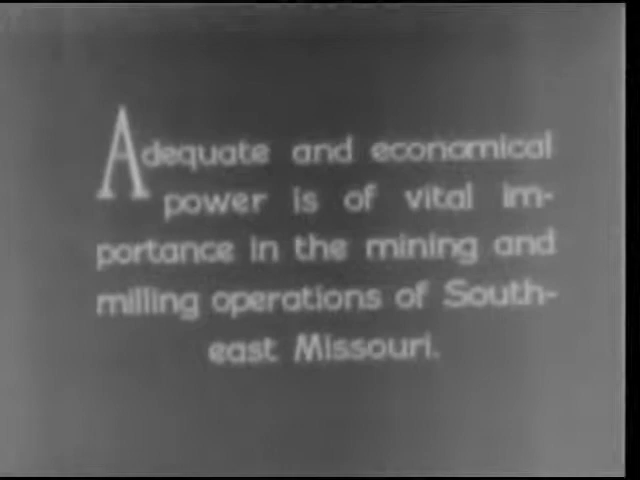 Adequate and economical
power is of vital im-
portance in the mining and
milling operations of South-
east Missouri.